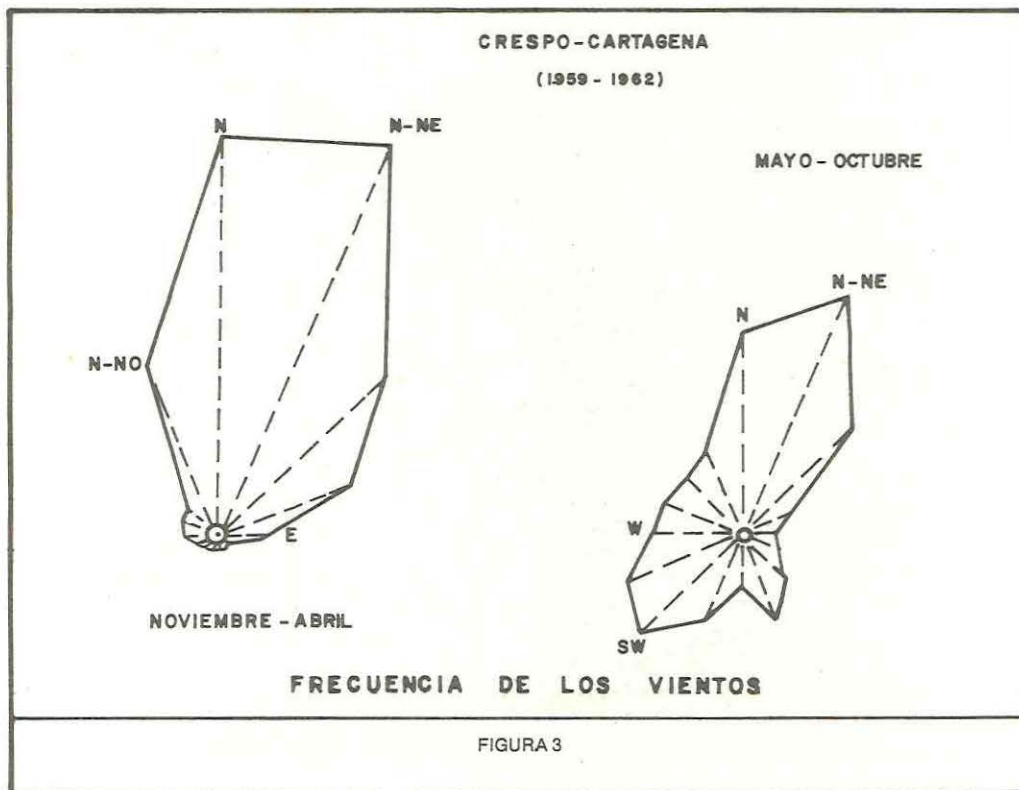 CRESPO-CARTAGENA
(1959 - 1962)
N
N-NE
MAYO - OCTUBRE
N-NE
N
N-NO
W
E
NOVIEMBRE - ABRIL
SW
FRECUENCIA DE LOS VIENTOS
FIGURA 3